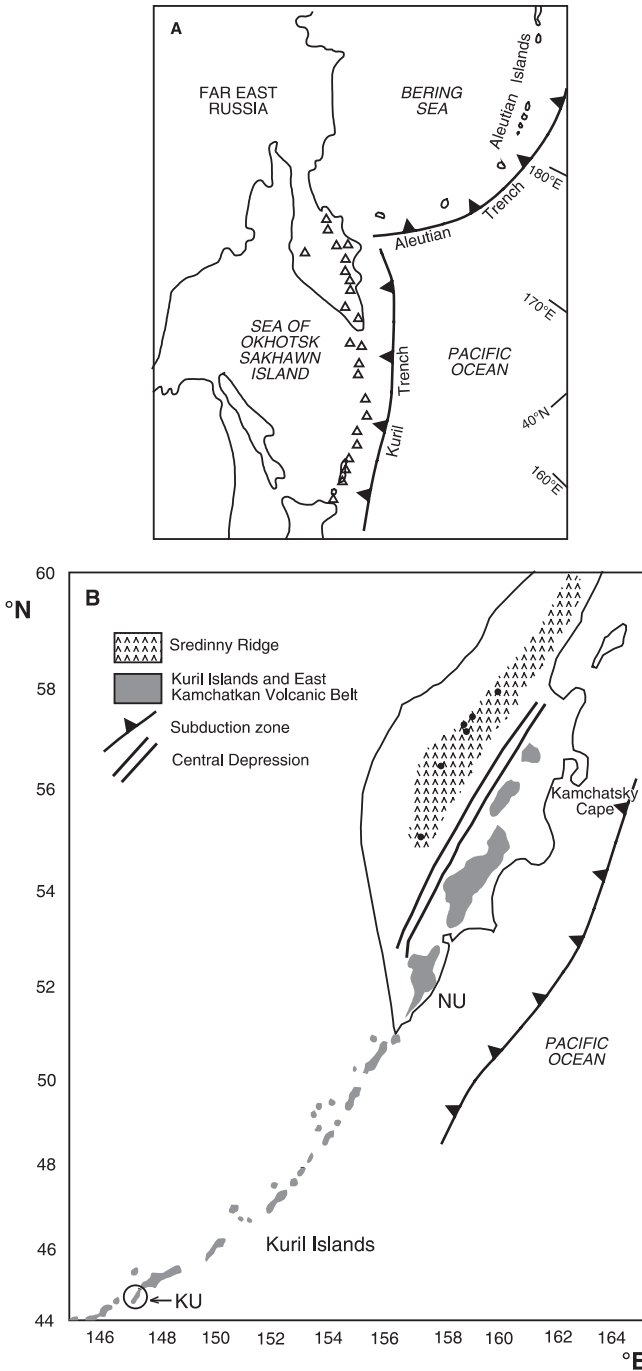 A
FAR EAST
RUSSIA
BERING
SEA
Aleutian Islands
180°E
Aleutian
Trench
170°E
SEA OF
OKHOTSK
SAKHAWN
ISLAND
Trench
PACIFIC
OCEAN
40°N
Kuril
160°E
60
°N
B
Sredinny Ridge
Kuril Islands and East
Kamchatkan Volcanic Belt
58
Subduction zone
Central Depression
56
Kamchatsky
Cape
54
52
NU
PACIFIC
OCEAN
50
48
46
Kuril Islands
KU
44
146 148 150 152 154 156 158 160 162 164
°E